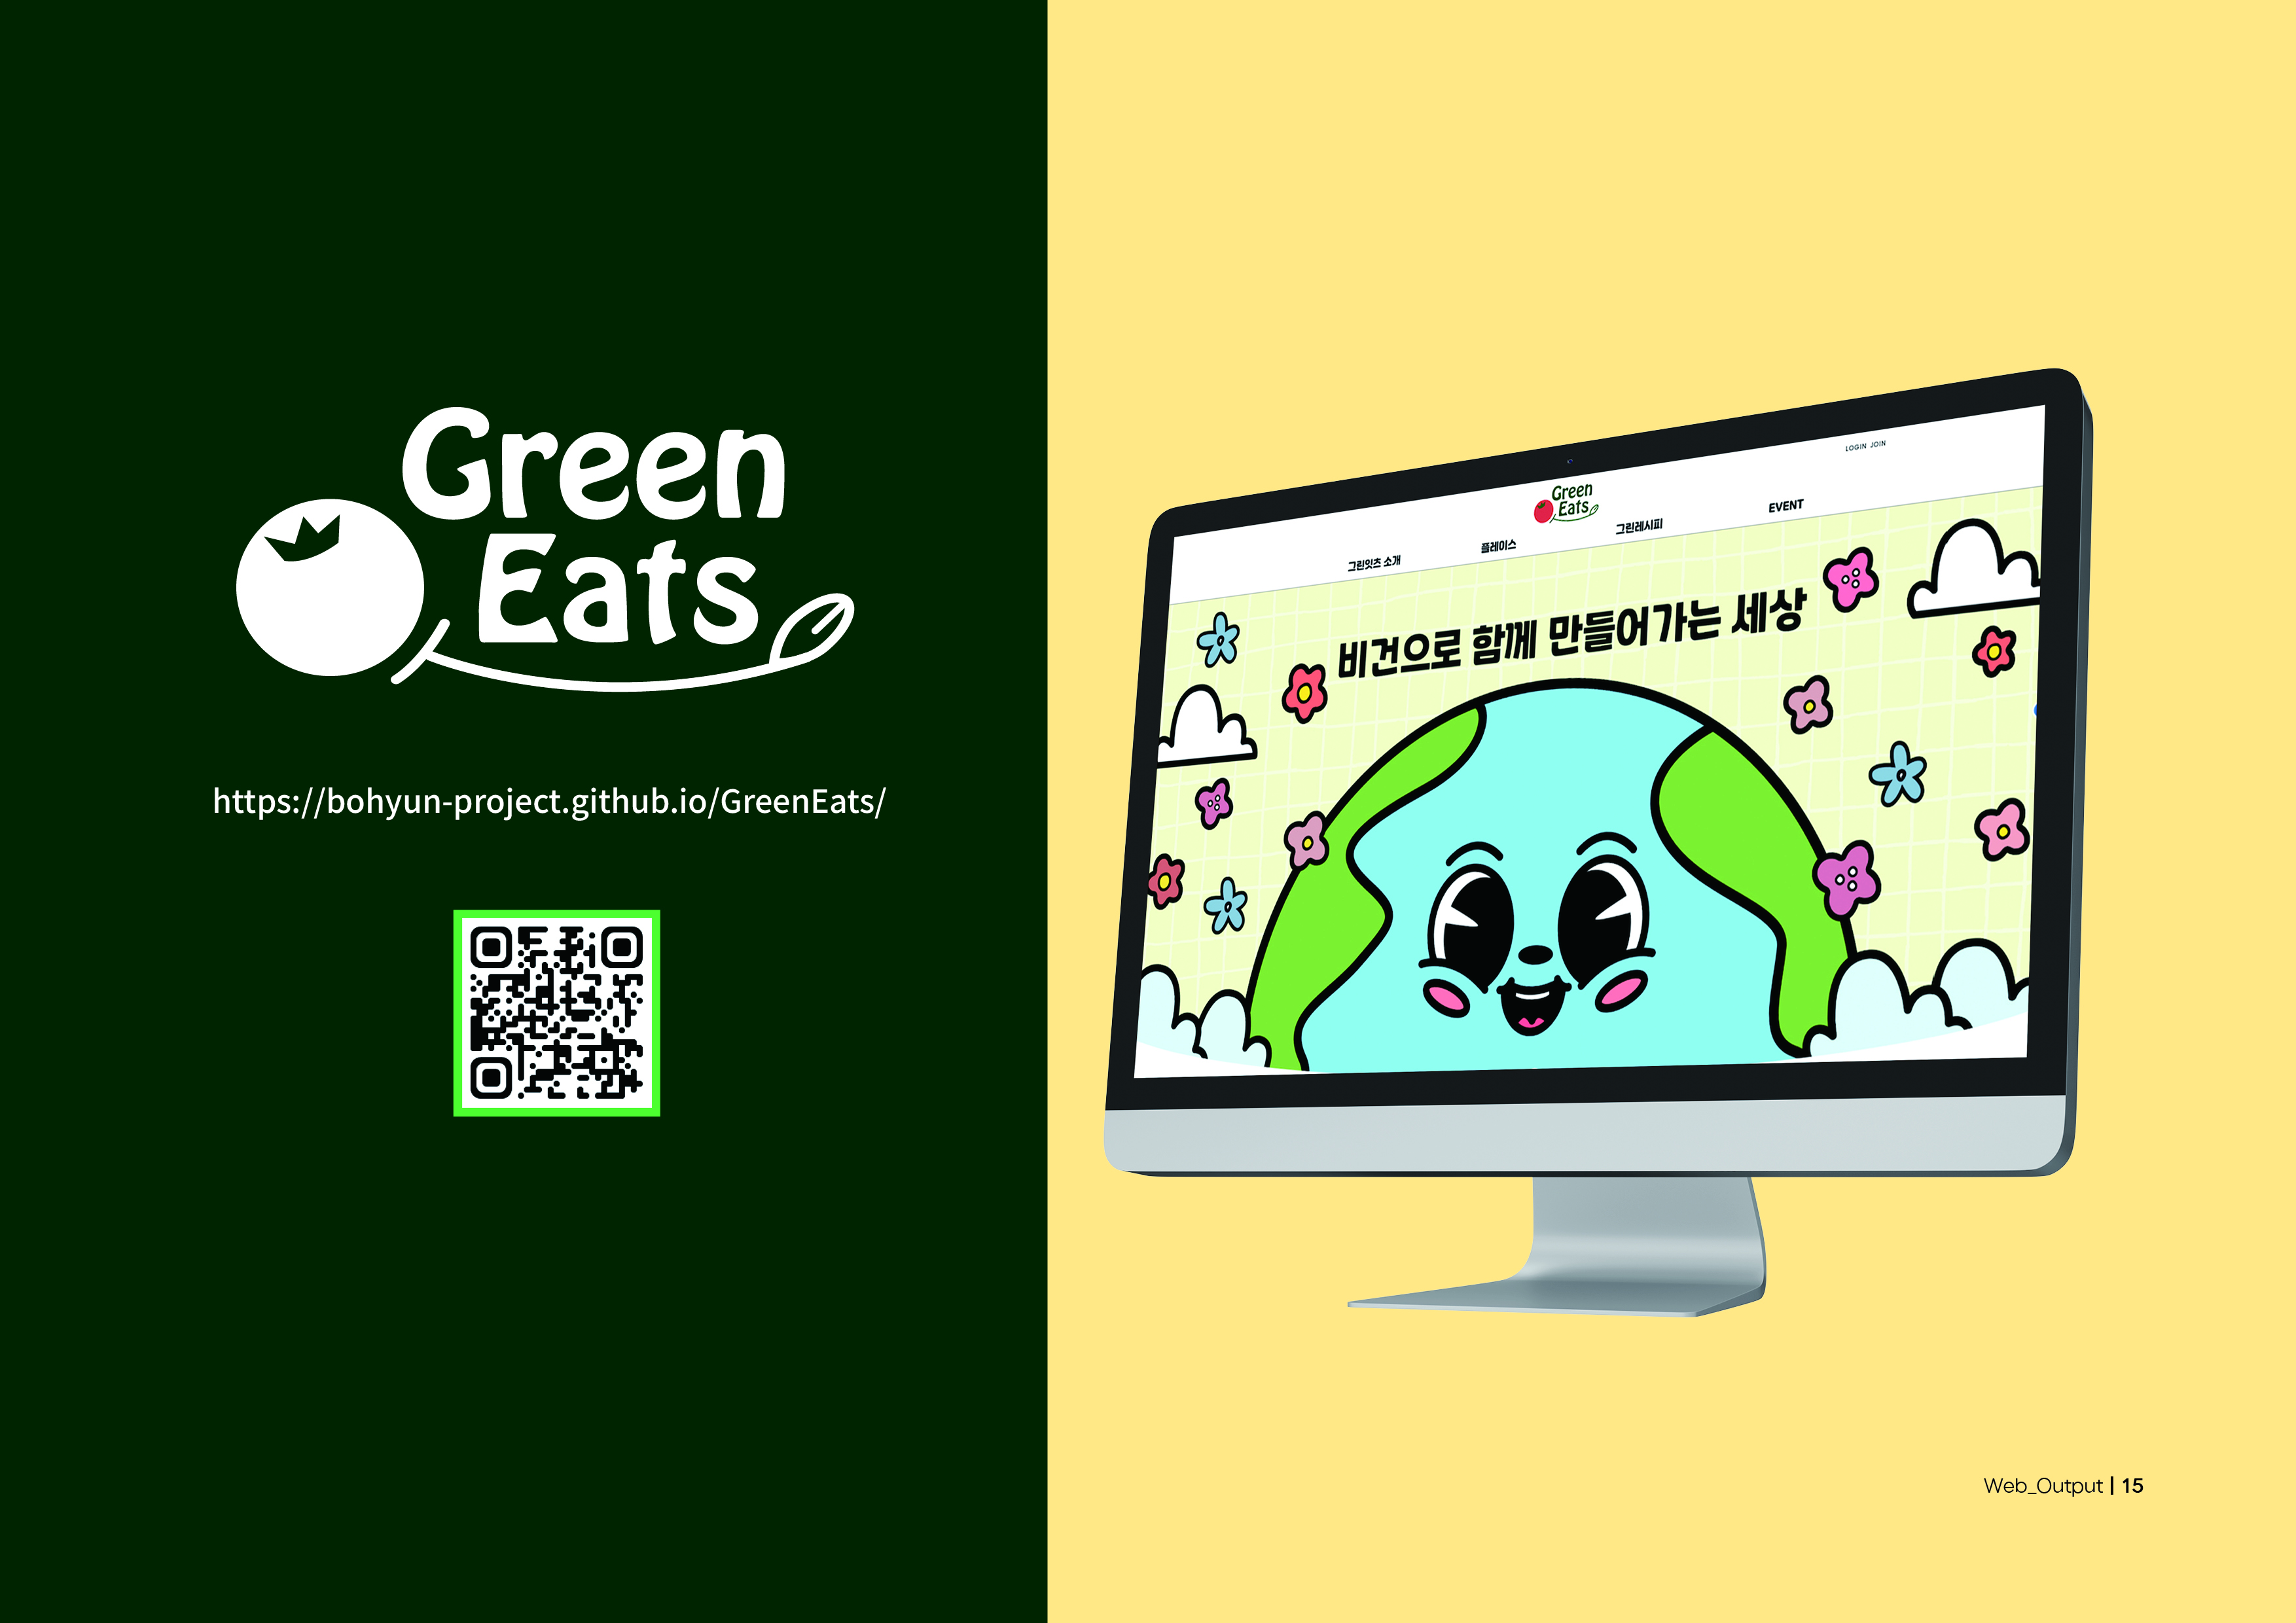 Green
Eats
https://bohyun-project.github.io/GreenEats/
LOGIN JOIN
Green
Eats
그린잇츠 소개
플레이스
그린레시피
EVENT
비건으로 함께 만들어가는 세상
Web_Output | 15